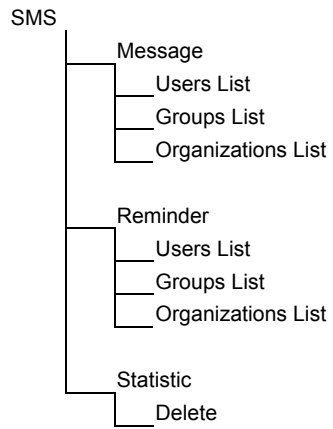 SMS
Message
Users List
Groups List
Organizations List
Reminder
Users List
Groups List
Organizations List
Statistic
Delete